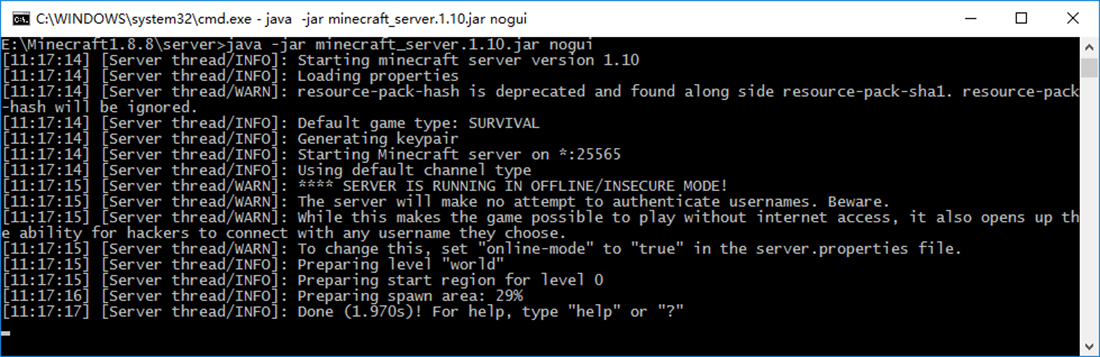 C:\WINDOWS\system32\cmd.exe - java  -jar minecraft_server.1.10.jar nogui
E:\Minecraft1.8.8\server>java -jar minecraft_server.1.10.jar nogui
[11:17:14] [Server thread/INFO]: Starting minecraft server version 1.10
[11:17:14] [Server thread/INFO]: Loading properties
[11:17:14] [Server thread/WARN]: resource-pack-hash is deprecated and found along side resource-pack-sha1. resource-pack
-hash will be ignored.
[11:17:14] [Server thread/INFO]: Default game type: SURVIVAL
[11:17:14] [Server thread/INFO]: Generating keypair
[11:17:14] [Server thread/INFO]: Starting Minecraft server on *:25565
[11:17:14] [Server thread/INFO]: Using default channel type
[11:17:15] [Server thread/WARN]: **** SERVER IS RUNNING IN OFFLINE/INSECURE MODE!
[11:17:15] [Server thread/WARN]: The server will make no attempt to authenticate usernames. Beware.
[11:17:15] [Server thread/WARN]: While this makes the game possible to play without internet access, it also opens up th
e ability for hackers to connect with any username they choose.
[11:17:15] [Server thread/WARN]: To change this, set "online-mode" to "true" in the server.properties file.
[11:17:15] [Server thread/INFO]: Preparing level "world"
[11:17:15] [Server thread/INFO]: Preparing start region for level 0
[11:17:16] [Server thread/INFO]: Preparing spawn area: 29%
[11:17:17] [Server thread/INFO]: Done (1.970s)! For help, type "help" or "?"